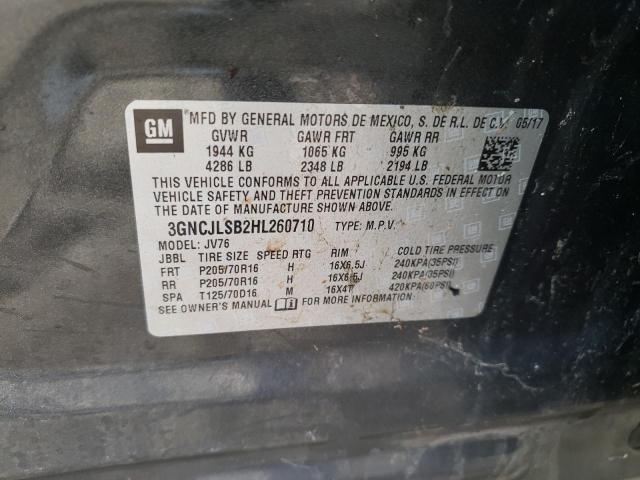 GM
MFD BY GENERAL MOTORS DE MEXICO, S. DE R.L. DE C.V. 05/17
GVWR GAWR FRT GAWR RR
1944 KG 1065 KG 995 KG
4286 LB 2348 LB 2194 LB
THIS VEHICLE CONFORMS TO ALL APPLICABLE U.S. FEDERAL MOTOR
VEHICLE SAFETY AND THEFT PREVENTION STANDARDS IN EFFECT ON
THE DATE OF MANUFACTURE SHOWN ABOVE.
3GNCJLSB2HL260710 TYPE: M.P.V.
MODEL: JV76
JBBL TIRE SIZE SPEED RTG RIM COLD TIRE PRESSURE
FRT P205/70R16 H 16X6.5J 240KPA(35PSI)
RR P205/70R16 H 16X6.5J 240KPA(35PSI)
SPA T125/70D16 M 16X4T 420KPA(60PSI)
SEE OWNER'S MANUAL FOR MORE INFORMATION.